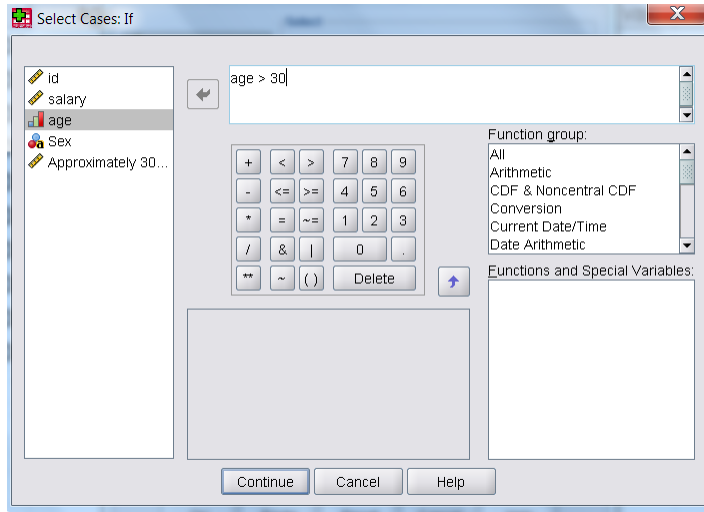 Select Cases: If
X
id
salary
age
Sex
Approximately 30...
age > 30
+ < > 7 8 9
- <= >= 4 5 6
* = ~= 1 2 3
/ & | 0 .
** ~ ( ) Delete
Function group:
All
Arithmetic
CDF & Noncentral CDF
Conversion
Current Date/Time
Date Arithmetic
Functions and Special Variables:
Continue Cancel Help